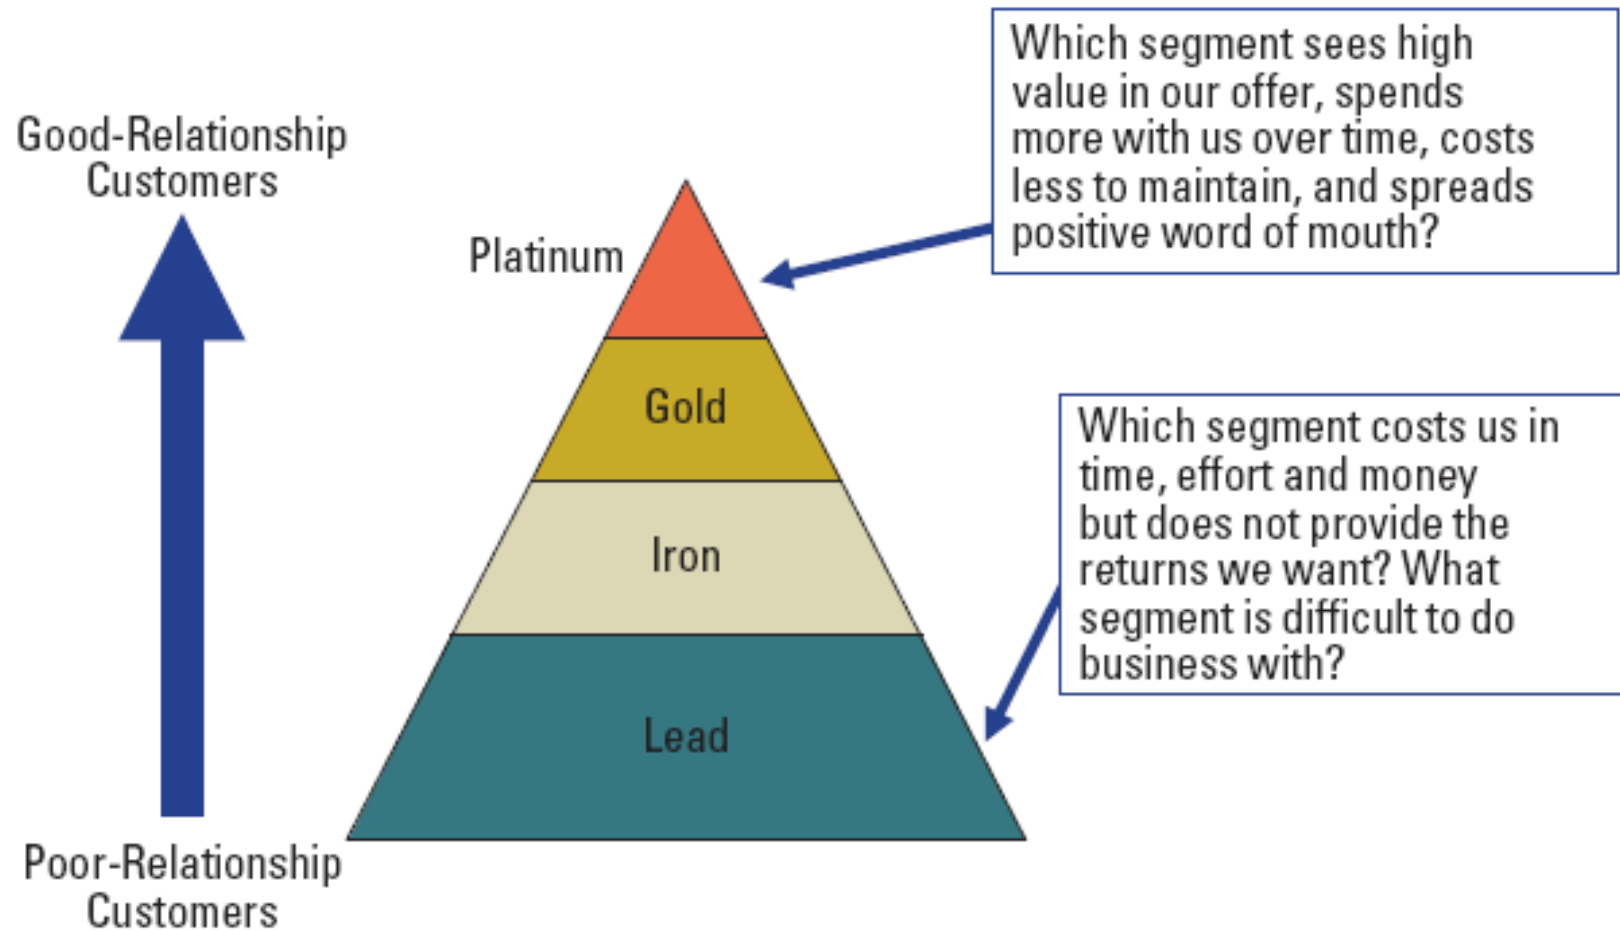 Good-Relationship
Customers
Platinum
Gold
Iron
Lead
Poor-Relationship
Customers
Which segment sees high
value in our offer, spends
more with us over time, costs
less to maintain, and spreads
positive word of mouth?
Which segment costs us in
time, effort and money
but does not provide the
returns we want? What
segment is difficult to do
business with?